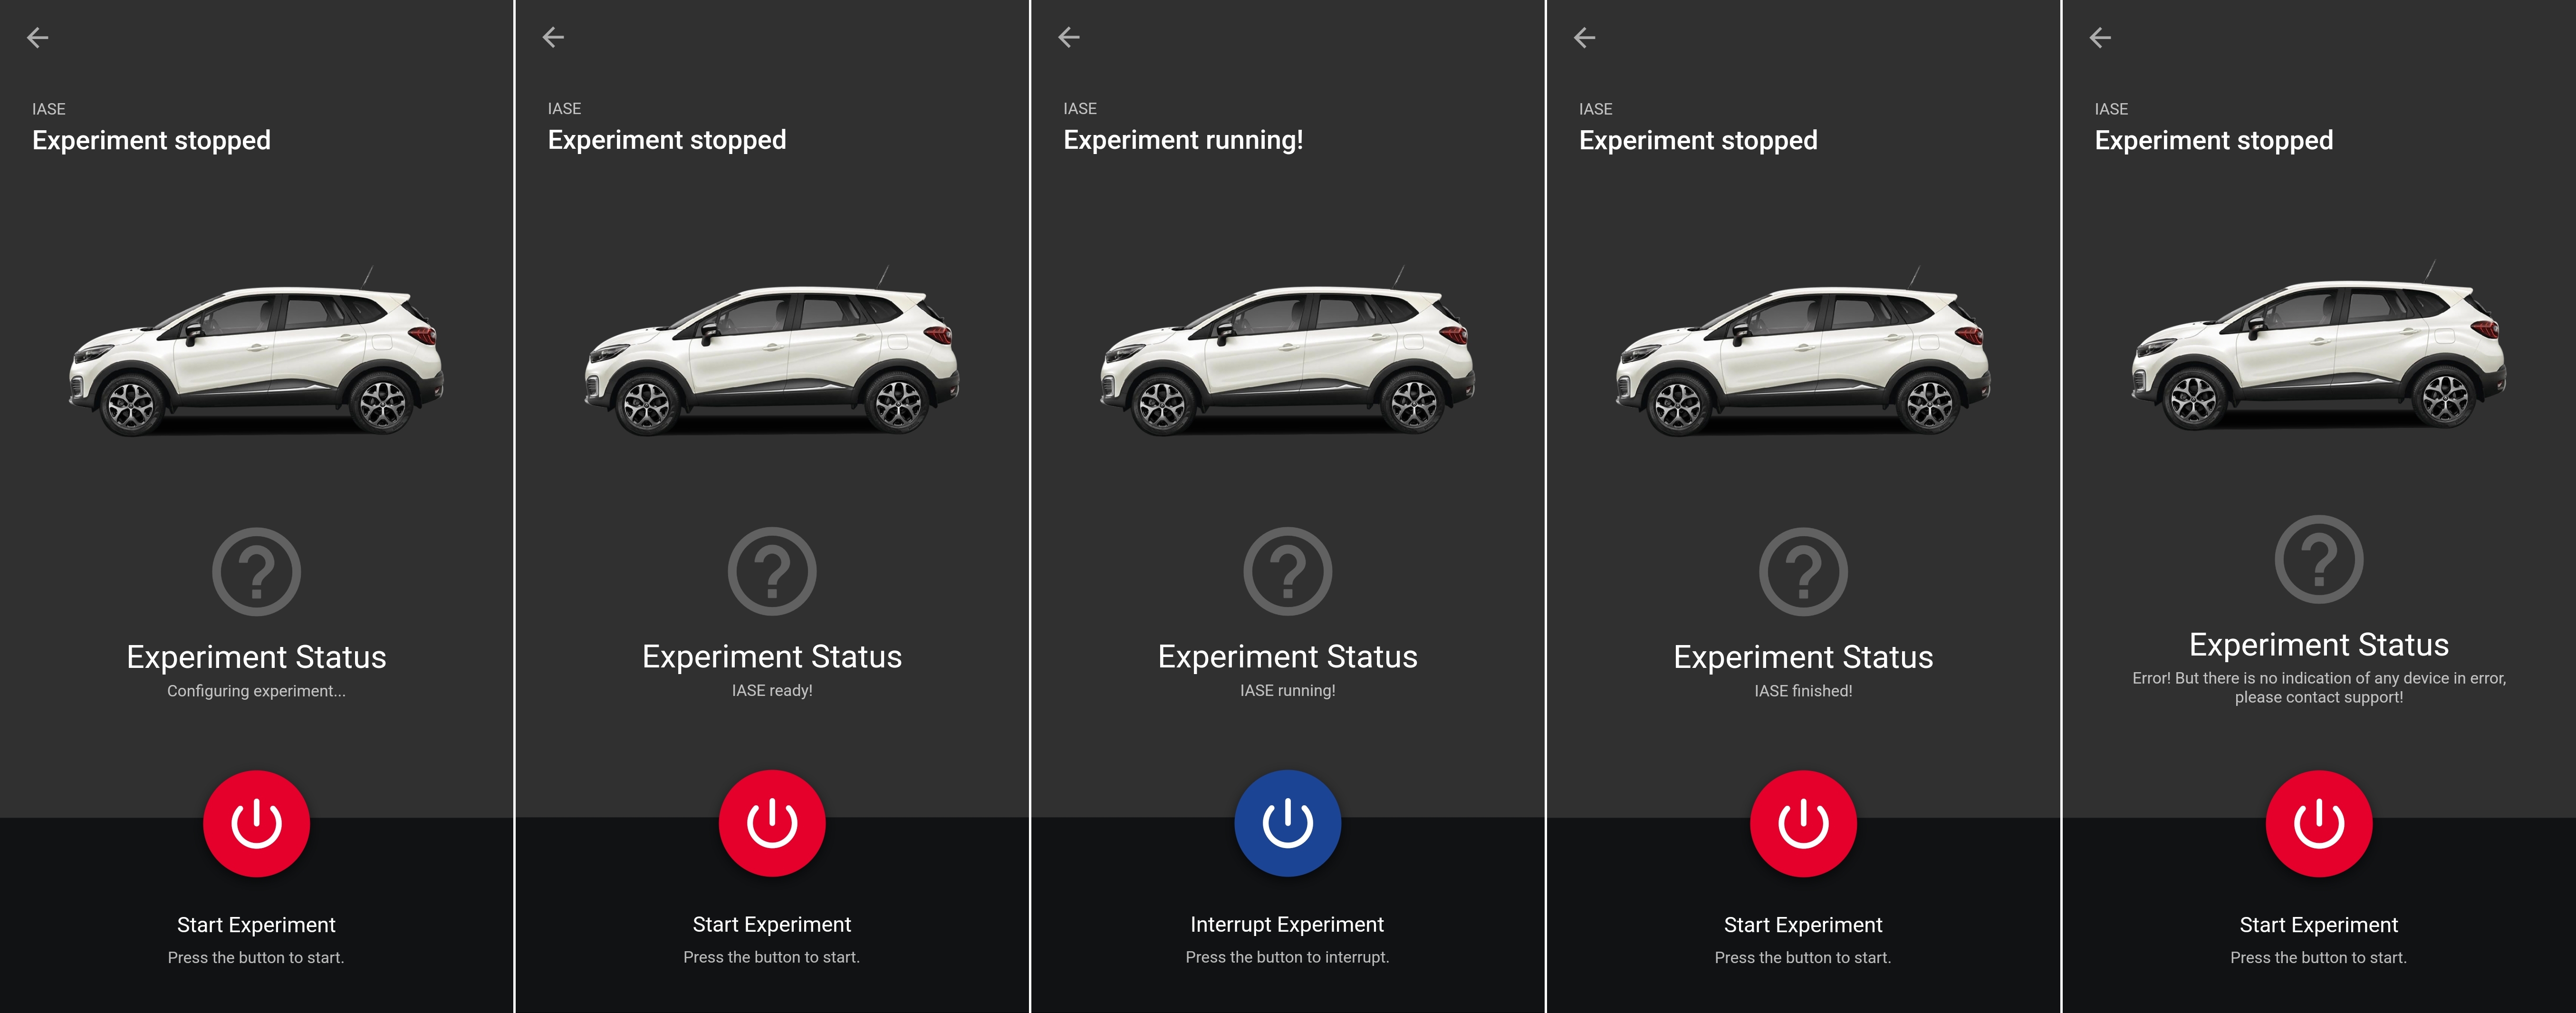 IASE
Experiment stopped
Experiment Status
Configuring experiment...
Start Experiment
Press the button to start.
IASE
Experiment stopped
Experiment Status
IASE ready!
Start Experiment
Press the button to start.
IASE
Experiment running!
Experiment Status
IASE running!
Interrupt Experiment
Press the button to interrupt.
IASE
Experiment stopped
Experiment Status
IASE finished!
Start Experiment
Press the button to start.
IASE
Experiment stopped
Experiment Status
Error! But there is no indication of any device in error,
please contact support!
Start Experiment
Press the button to start.